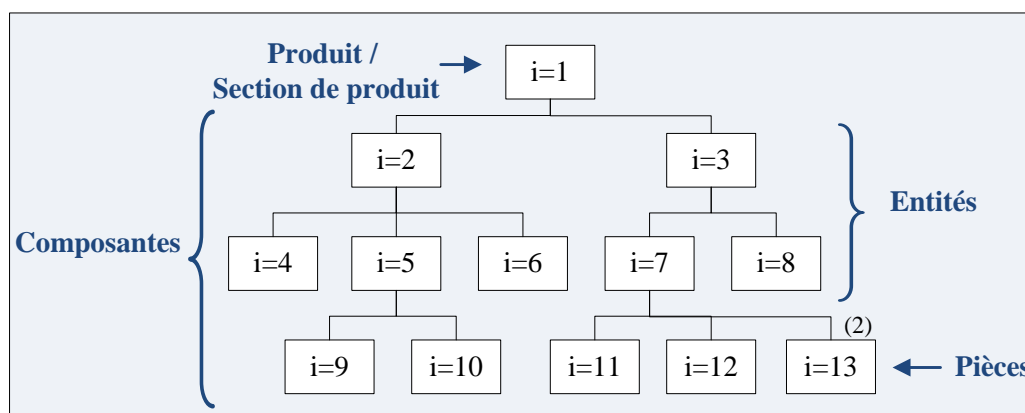 Produit /
Section de produit
i=1
i=2
i=3
Entités
Composantes
i=4
i=5
i=6
i=7
i=8
(2)
i=9
i=10
i=11
i=12
i=13
Pièces